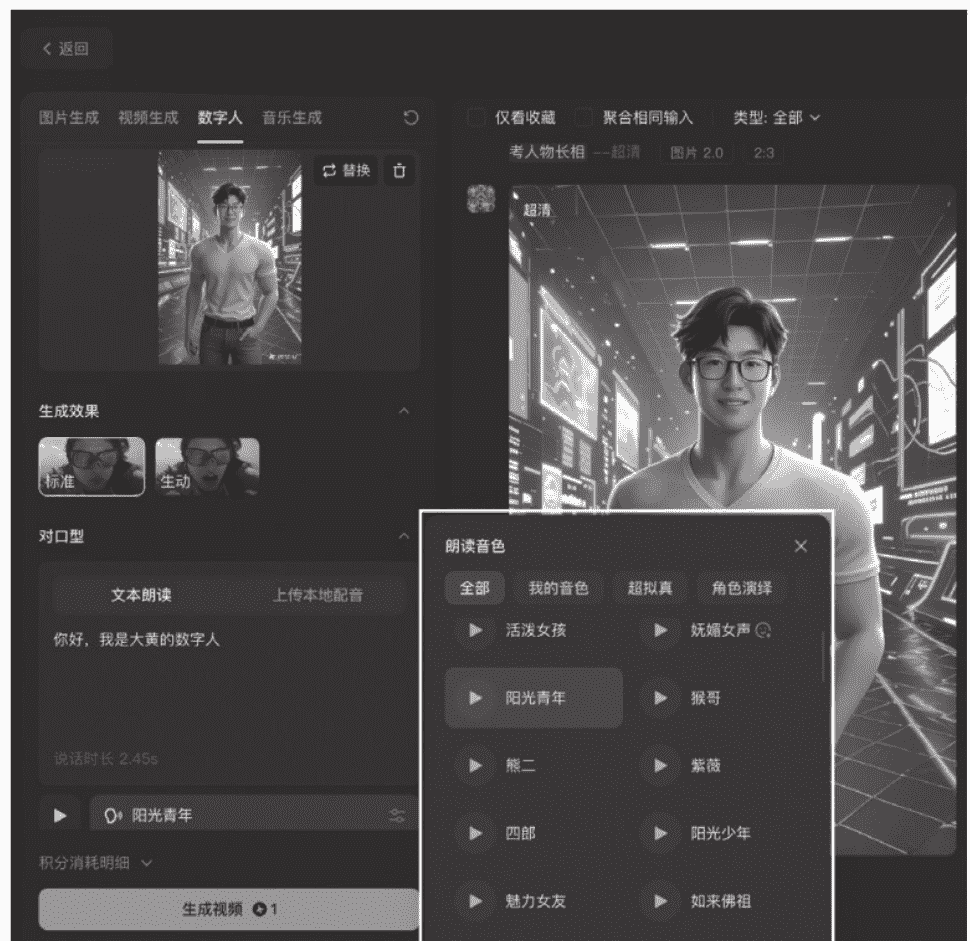 返回
图片生成 视频生成 数字人 音乐生成
替换
生成效果
标准 生动
对口型
文本朗读 上传本地配音
你好，我是大黄的数字人
说话时长 2.45s
阳光青年
积分消耗明细
生成视频 1
仅看收藏 聚合相同输入 类型: 全部
考人物长相 ––超清 图片 2.0 2:3
超清
朗读音色
全部 我的音色 超拟真 角色演绎
活泼女孩 妩媚女声
阳光青年 猴哥
熊二 紫薇
四郎 阳光少年
魅力女友 如来佛祖